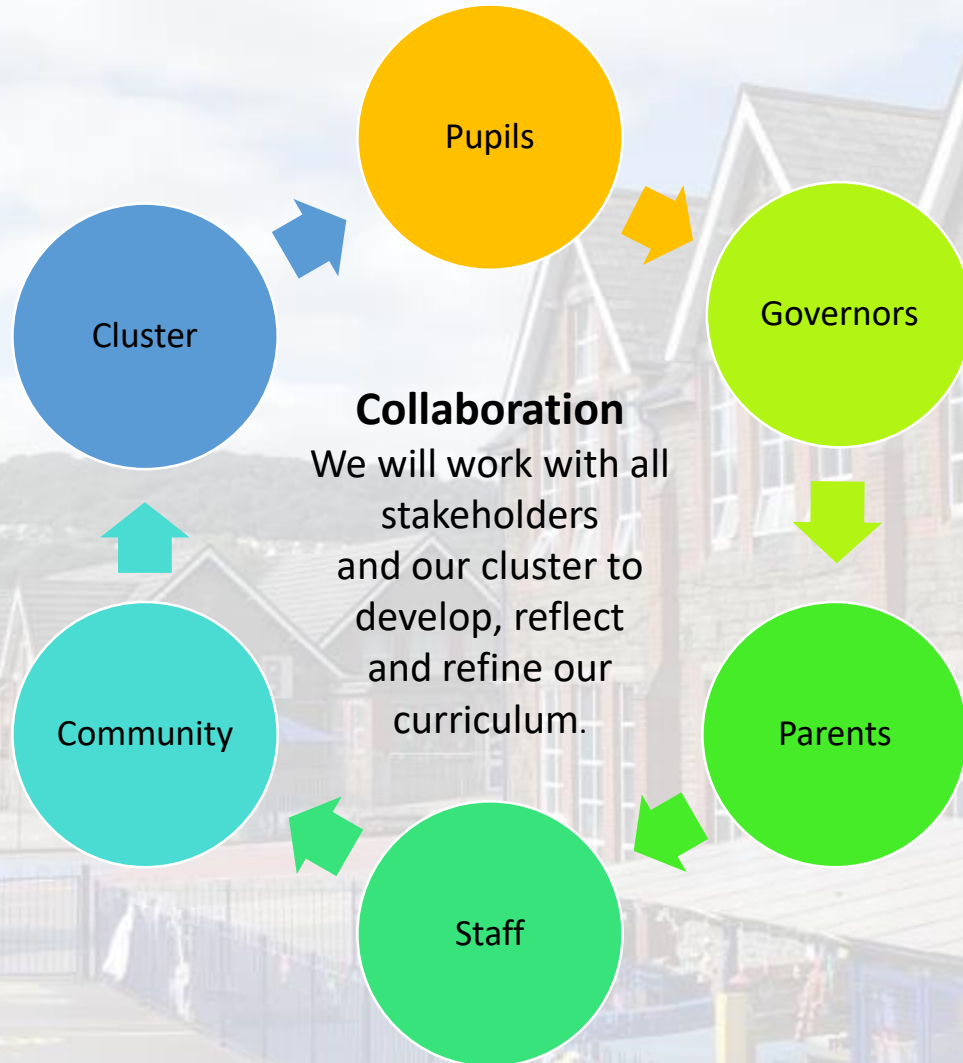 Pupils
Governors
Parents
Staff
Community
Cluster
Collaboration
We will work with all
stakeholders
and our cluster to
develop, reflect
and refine our
curriculum.